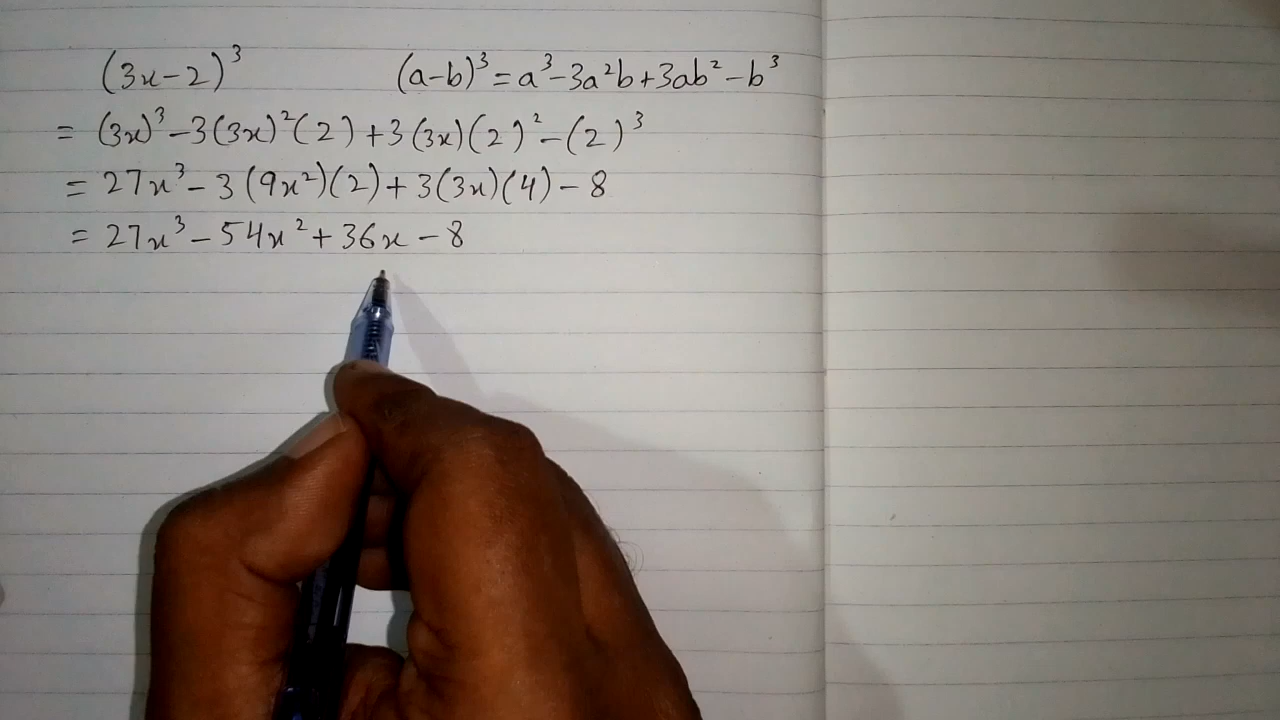 (3x-2)³ (a-b)³ = a³-3a²b+3ab²-b³
= (3x)³-3(3x)²(2)+3(3x)(2)²-(2)³
= 27x³-3(9x²)(2)+3(3x)(4)-8
= 27x³-54x²+36x-8